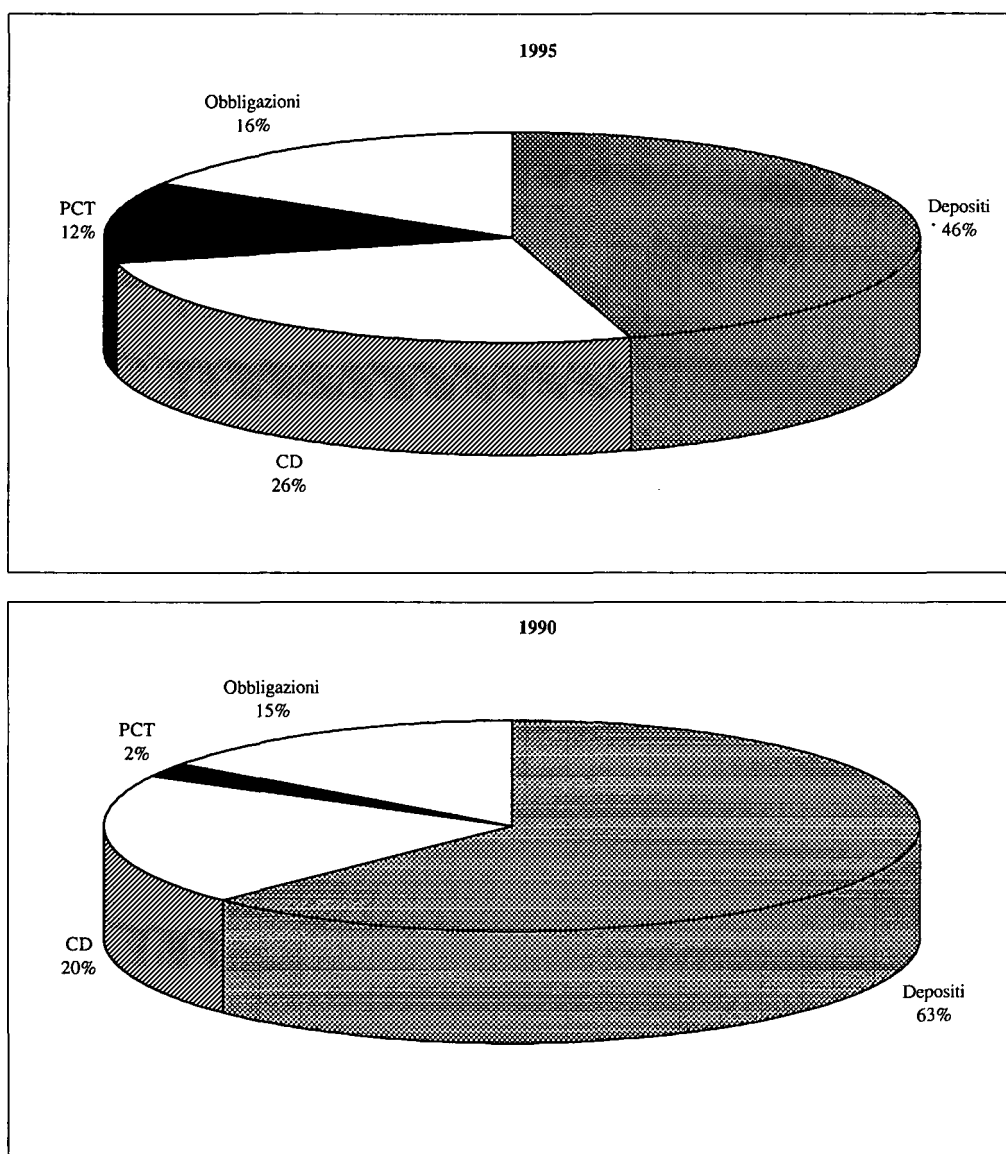 1995
Obbligazioni
16%
PCT
12%
Depositi
46%
CD
26%
1990
Obbligazioni
15%
PCT
2%
CD
20%
Depositi
63%